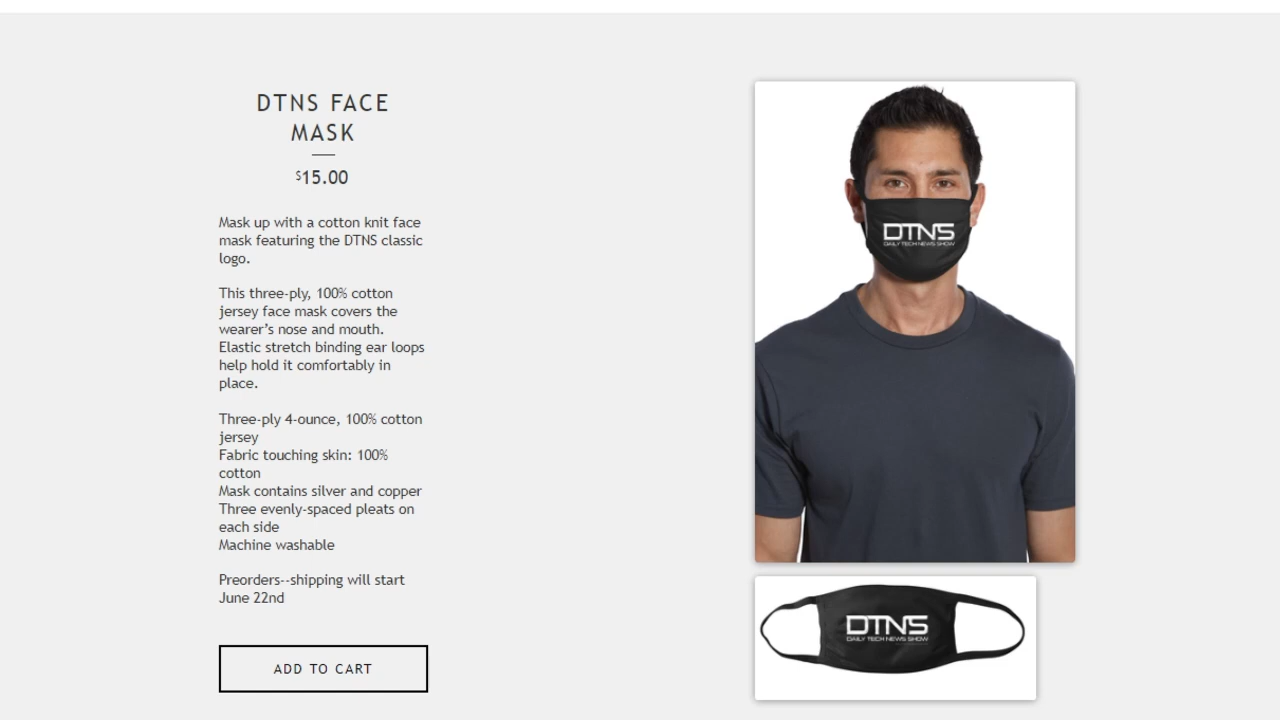 DTNS FACE
MASK
$15.00
Mask up with a cotton knit face
mask featuring the DTNS classic
logo.
This three-ply, 100% cotton
jersey face mask covers the
wearer's nose and mouth.
Elastic stretch binding ear loops
help hold it comfortably in
place.
Three-ply 4-ounce, 100% cotton
jersey
Fabric touching skin: 100%
cotton
Mask contains silver and copper
Three evenly-spaced pleats on
each side
Machine washable
Preorders--shipping will start
June 22nd
ADD TO CART
DTNS
DAILY TECH NEWS SHOW
DTNS
DAILY TECH NEWS SHOW